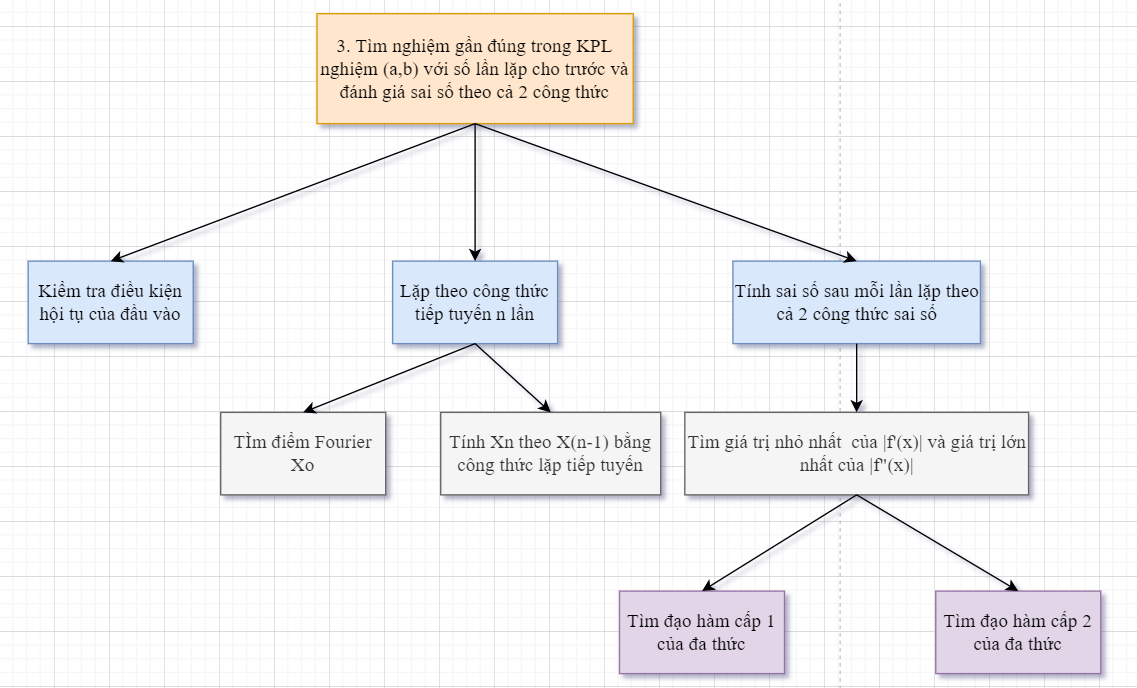 3. Tìm nghiệm gần đúng trong KPL
nghiệm (a,b) với số lần lặp cho trước và
đánh giá sai số theo cả 2 công thức
Kiểm tra điều kiện
hội tụ của đầu vào
Lặp theo công thức
tiếp tuyến n lần
Tính sai số sau mỗi lần lặp theo
cả 2 công thức sai số
TÌm điểm Fourier
Xo
Tính Xn theo X(n-1) bằng
công thức lặp tiếp tuyến
Tìm giá trị nhỏ nhất của |f'(x)| và giá trị lớn
nhất của |f"(x)|
Tìm đạo hàm cấp 1
của đa thức
Tìm đạo hàm cấp 2
của đa thức